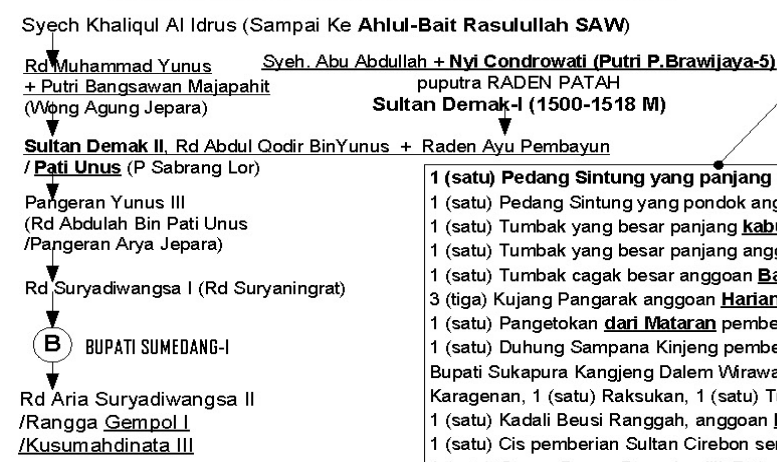 Syech Khaliqul Al Idrus (Sampai Ke Ahlul-Bait Rasulullah SAW)
Rd Muhammad Yunus
+ Putri Bangsawan Majapahit
(Wong Agung Jepara)
Syeh. Abu Abdullah + Nyi Condrowati (Putri P.Brawijaya-5)
puputra RADEN PATAH
Sultan Demak-I (1500-1518 M)
Sultan Demak II, Rd Abdul Qodir BinYunus + Raden Ayu Pembayun
/ Pati Unus (P Sabrang Lor)
Pangeran Yunus III
(Rd Abdulah Bin Pati Unus
/Pangeran Arya Jepara)
Rd Suryadiwangsa I (Rd Suryaningrat)
B BUPATI SUMEDANG-I
Rd Aria Suryadiwangsa II
/Rangga Gempol I
/Kusumahdinata III
1 (satu) Pedang Sintung yang panjang
1 (satu) Pedang Sintung yang pondok
1 (satu) Tumbak yang besar panjang
1 (satu) Tumbak yang besar panjang
1 (satu) Tumbak cagak besar anggoan
3 (tiga) Kujang Pangarak anggoan
1 (satu) Pangetokan dari Mataran
1 (satu) Duhung Sampana Kinjeng
Bupati Sukapura Kangjeng Dalem
Karagenan, 1 (satu) Raksukan, 1 (satu)
1 (satu) Kadali Beusi Ranggah, anggoan
1 (satu) Cis pemberian Sultan Cirebon